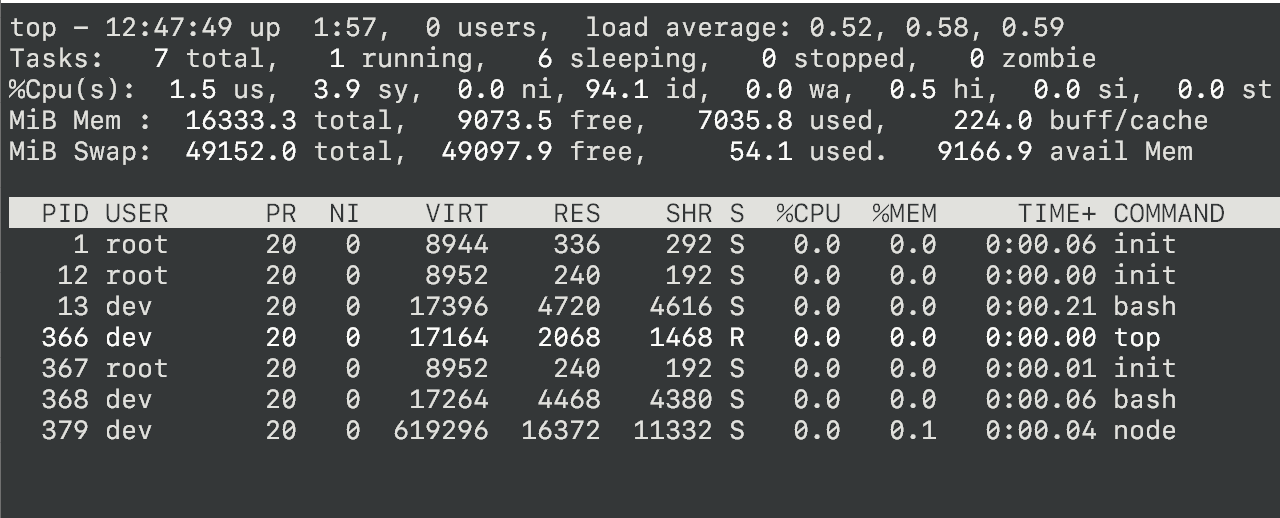 top – 12:47:49 up  1:57,  0 users,  load average: 0.52, 0.58, 0.59
Tasks:   7 total,   1 running,   6 sleeping,   0 stopped,   0 zombie
%Cpu(s):  1.5 us,  3.9 sy,  0.0 ni, 94.1 id,  0.0 wa,  0.5 hi,  0.0 si,  0.0 st
MiB Mem :  16333.3 total,   9073.5 free,   7035.8 used,    224.0 buff/cache
MiB Swap:  49152.0 total,  49097.9 free,     54.1 used.   9166.9 avail Mem
  PID USER      PR  NI    VIRT    RES    SHR S  %CPU  %MEM     TIME+ COMMAND
    1 root      20   0    8944    336    292 S   0.0   0.0   0:00.06 init
   12 root      20   0    8952    240    192 S   0.0   0.0   0:00.00 init
   13 dev       20   0   17396   4720   4616 S   0.0   0.0   0:00.21 bash
  366 dev       20   0   17164   2068   1468 R   0.0   0.0   0:00.00 top
  367 root      20   0    8952    240    192 S   0.0   0.0   0:00.01 init
  368 dev       20   0   17264   4468   4380 S   0.0   0.0   0:00.06 bash
  379 dev       20   0  619296  16372  11332 S   0.0   0.1   0:00.04 node